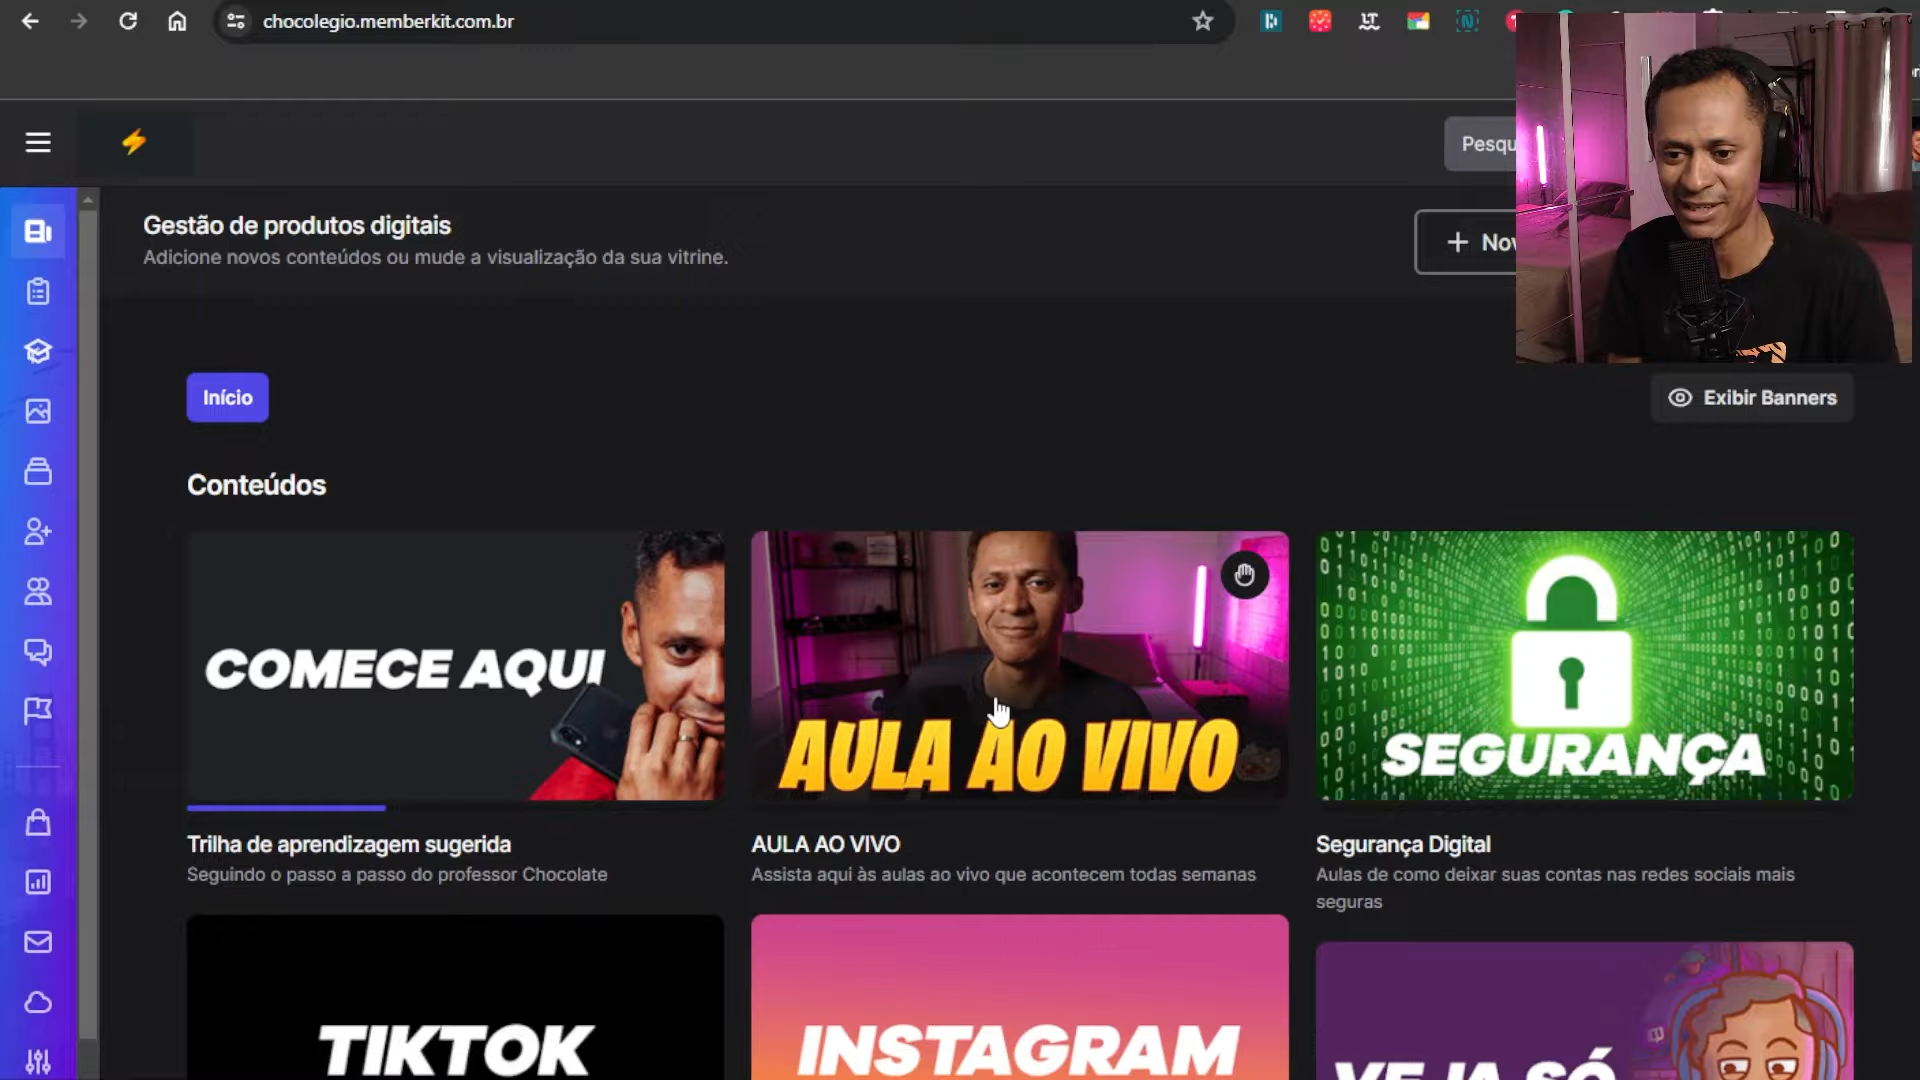 chocolegio.memberkit.com.br
Pesqu
Gestão de produtos digitais
Adicione novos conteúdos ou mude a visualização da sua vitrine.
+ Nov
Início
Exibir Banners
Conteúdos
COMECE AQUI
AULA AO VIVO
SEGURANÇA
Trilha de aprendizagem sugerida
Seguindo o passo a passo do professor Chocolate
AULA AO VIVO
Assista aqui às aulas ao vivo que acontecem todas semanas
Segurança Digital
Aulas de como deixar suas contas nas redes sociais mais
seguras
TIKTOK
INSTAGRAM
VEJA SÓ